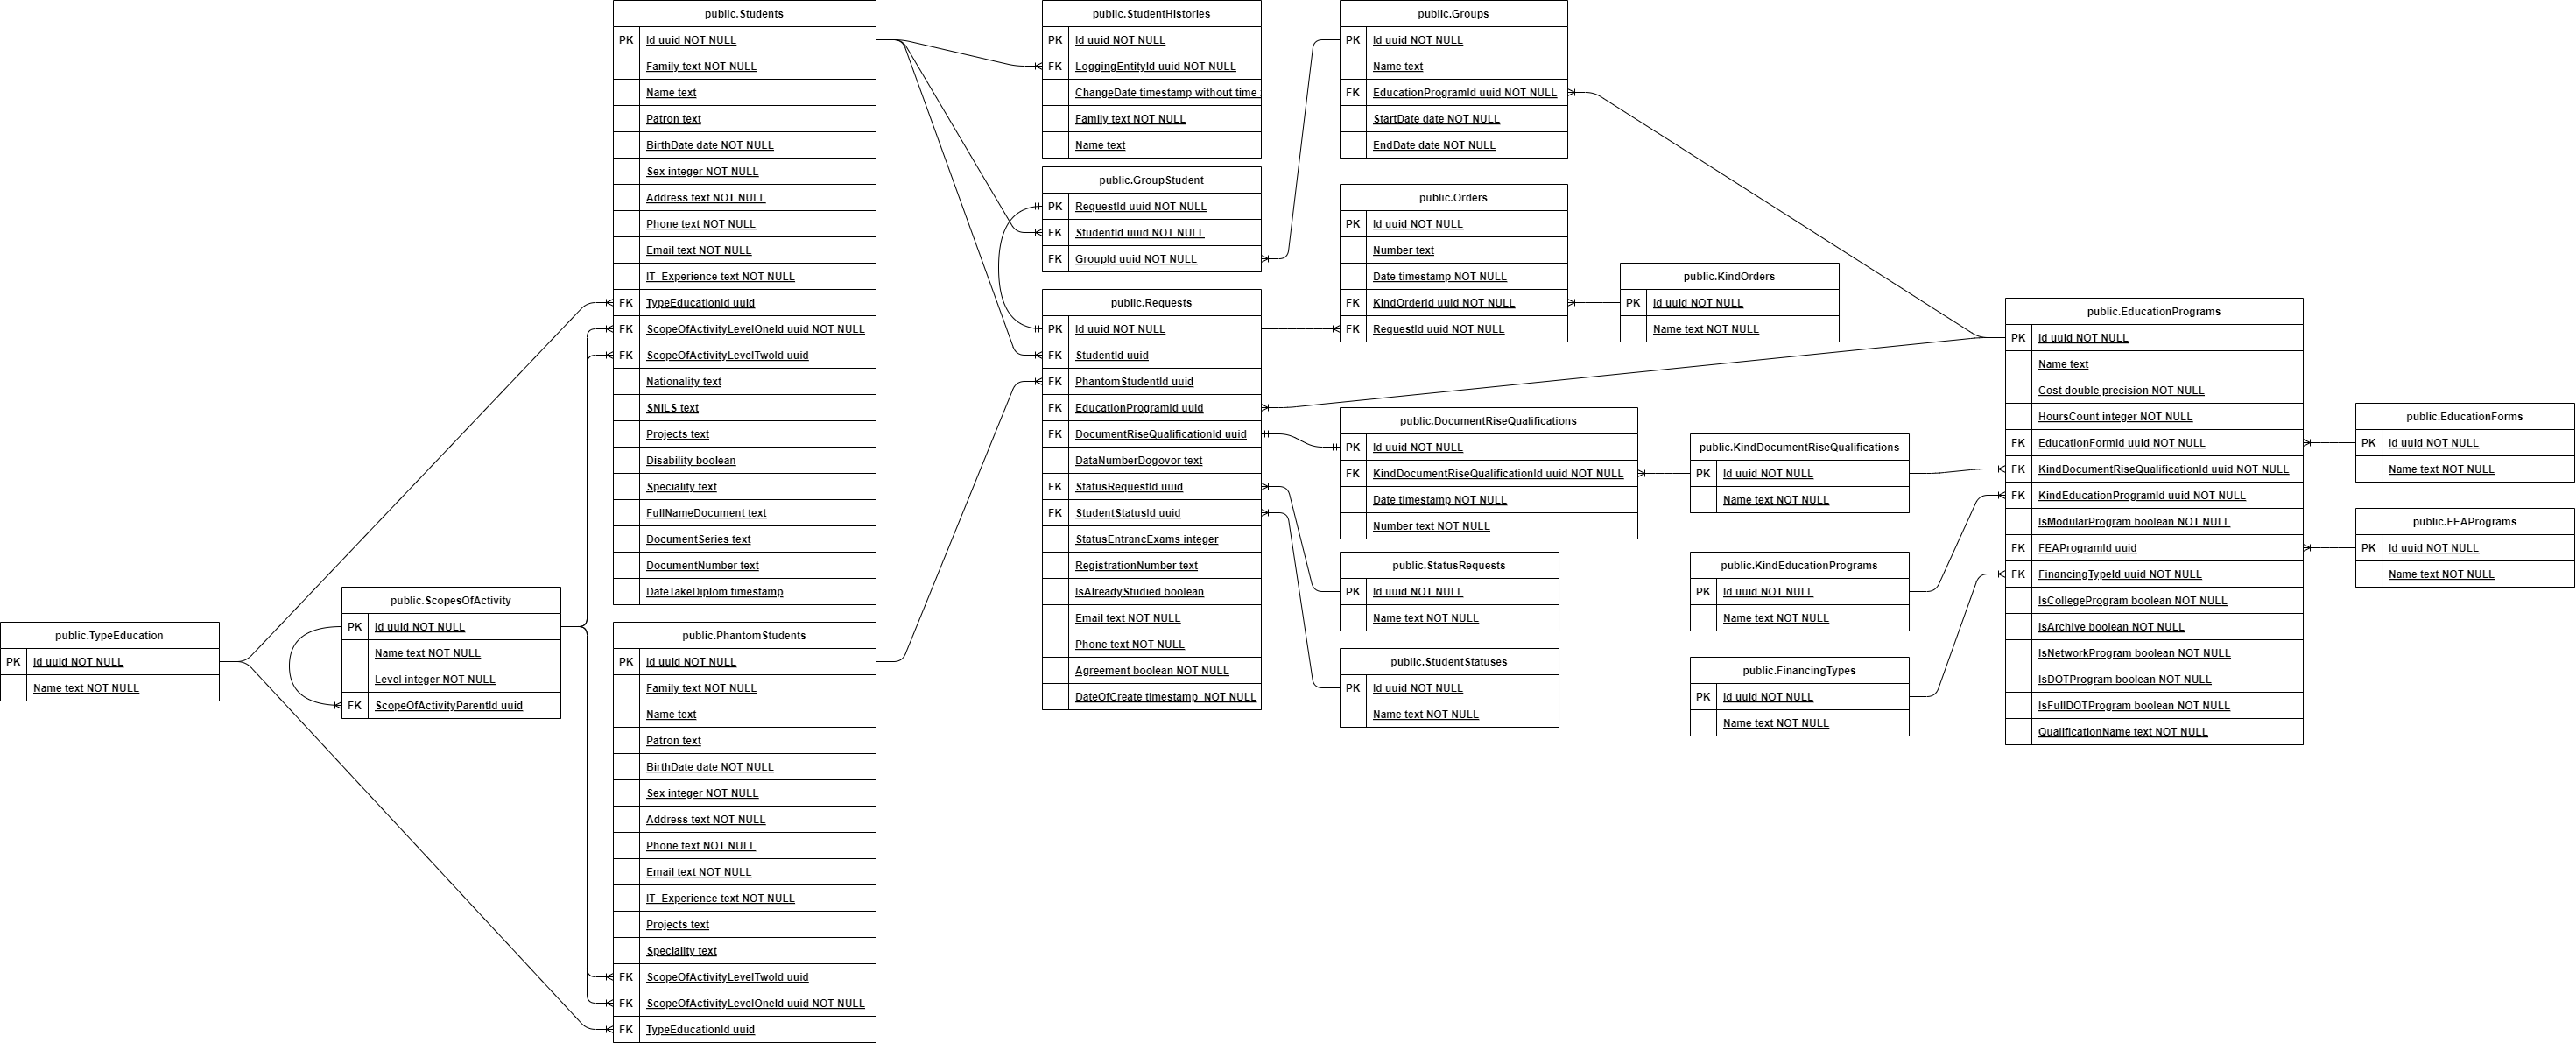 public.Students
PK Id uuid NOT NULL
Family text NOT NULL
Name text
Patron text
BirthDate date NOT NULL
Sex integer NOT NULL
Address text NOT NULL
Phone text NOT NULL
Email text NOT NULL
IT_Experience text NOT NULL
FK TypeEducationId uuid
FK ScopeOfActivityLevelOneId uuid NOT NULL
FK ScopeOfActivityLevelTwoId uuid
Nationality text
SNILS text
Projects text
Disability boolean
Speciality text
FullNameDocument text
DocumentSeries text
DocumentNumber text
DateTakeDiplom timestamp
public.StudentHistories
PK Id uuid NOT NULL
FK LoggingEntityId uuid NOT NULL
ChangeDate timestamp without time
Family text NOT NULL
Name text
public.Groups
PK Id uuid NOT NULL
Name text
FK EducationProgramId uuid NOT NULL
StartDate date NOT NULL
EndDate date NOT NULL
public.GroupStudent
PK RequestId uuid NOT NULL
FK StudentId uuid NOT NULL
FK GroupId uuid NOT NULL
public.Orders
PK Id uuid NOT NULL
Number text
Date timestamp NOT NULL
FK KindOrderId uuid NOT NULL
FK RequestId uuid NOT NULL
public.KindOrders
PK Id uuid NOT NULL
Name text NOT NULL
public.Requests
PK Id uuid NOT NULL
FK StudentId uuid
FK PhantomStudentId uuid
FK EducationProgramId uuid
FK DocumentRiseQualificationId uuid
DataNumberDogovor text
FK StatusRequestId uuid
FK StudentStatusId uuid
StatusEntrancExams integer
RegistrationNumber text
IsAlreadyStudied boolean
Email text NOT NULL
Phone text NOT NULL
Agreement boolean NOT NULL
DateOfCreate timestamp NOT NULL
public.EducationPrograms
PK Id uuid NOT NULL
Name text
Cost double precision NOT NULL
HoursCount integer NOT NULL
FK EducationFormId uuid NOT NULL
FK KindDocumentRiseQualificationId uuid NOT NULL
FK KindEducationProgramId uuid NOT NULL
IsModularProgram boolean NOT NULL
FK FEAProgramId uuid
FK FinancingTypeId uuid NOT NULL
IsCollegeProgram boolean NOT NULL
IsArchive boolean NOT NULL
IsNetworkProgram boolean NOT NULL
IsDOTProgram boolean NOT NULL
IsFullDOTProgram boolean NOT NULL
QualificationName text NOT NULL
public.DocumentRiseQualifications
PK Id uuid NOT NULL
FK KindDocumentRiseQualificationId uuid NOT NULL
Date timestamp NOT NULL
Number text NOT NULL
public.KindDocumentRiseQualifications
PK Id uuid NOT NULL
Name text NOT NULL
public.EducationForms
PK Id uuid NOT NULL
Name text NOT NULL
public.FEAPrograms
PK Id uuid NOT NULL
Name text NOT NULL
public.StatusRequests
PK Id uuid NOT NULL
Name text NOT NULL
public.KindEducationPrograms
PK Id uuid NOT NULL
Name text NOT NULL
public.StudentStatuses
PK Id uuid NOT NULL
Name text NOT NULL
public.FinancingTypes
PK Id uuid NOT NULL
Name text NOT NULL
public.ScopesOfActivity
PK Id uuid NOT NULL
Name text NOT NULL
Level integer NOT NULL
FK ScopeOfActivityParentId uuid
public.TypeEducation
PK Id uuid NOT NULL
Name text NOT NULL
public.PhantomStudents
PK Id uuid NOT NULL
Family text NOT NULL
Name text
Patron text
BirthDate date NOT NULL
Sex integer NOT NULL
Address text NOT NULL
Phone text NOT NULL
Email text NOT NULL
IT_Experience text NOT NULL
Projects text
Speciality text
FK ScopeOfActivityLevelTwoId uuid
FK ScopeOfActivityLevelOneId uuid NOT NULL
FK TypeEducationId uuid